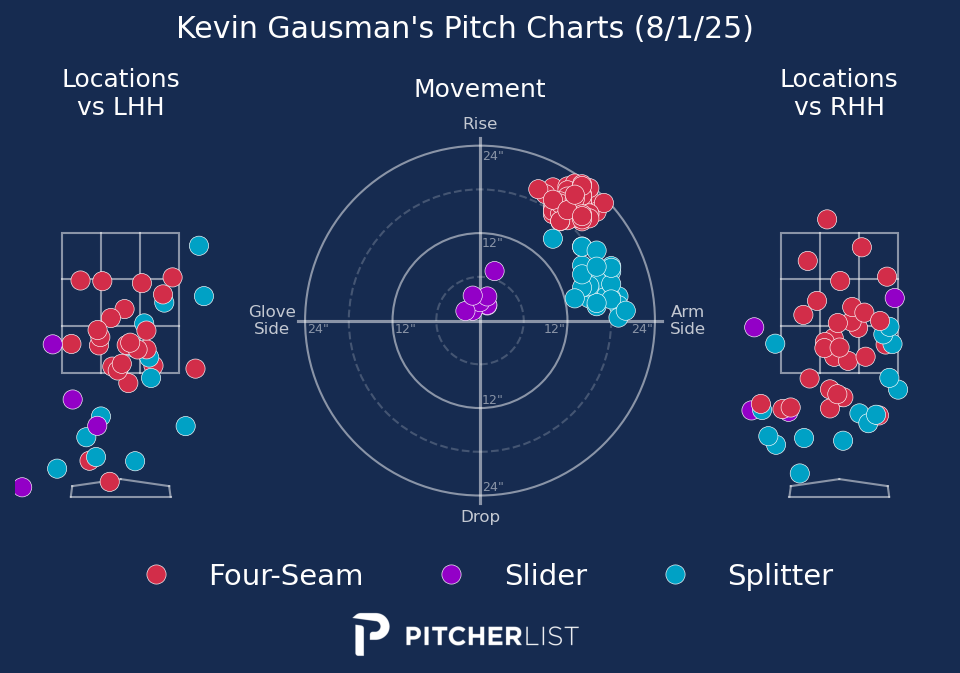 Kevin Gausman's Pitch Charts (8/1/25)
Locations
vs LHH
Movement
Locations
vs RHH
Rise
24"
12"
Glove
Side
24"
12"
12"
24"
Arm
Side
12"
24"
Drop
Four-Seam
Slider
Splitter
PITCHERLIST